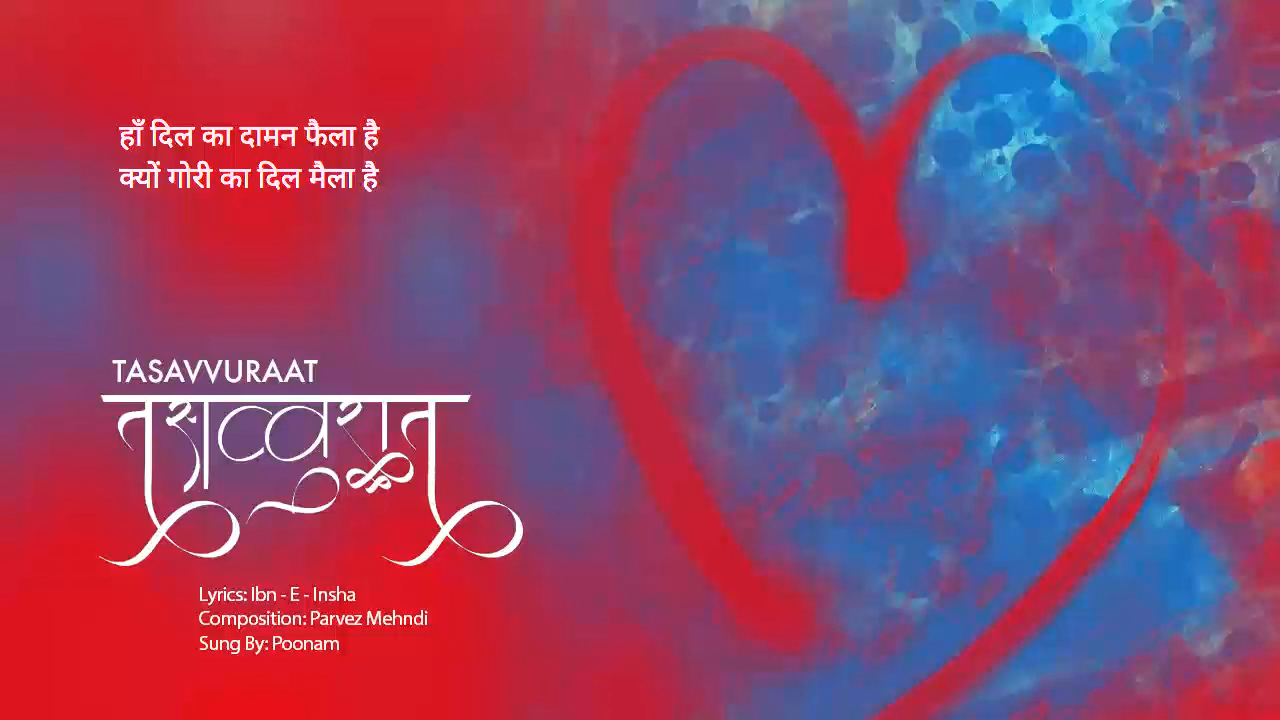 हाँ दिल का दामन फैला है
क्यों गोरी का दिल मैला है
TASAVVURAAT
तसव्वुरात
Lyrics: Ibn - E - Insha
Composition: Parvez Mehndi
Sung By: Poonam